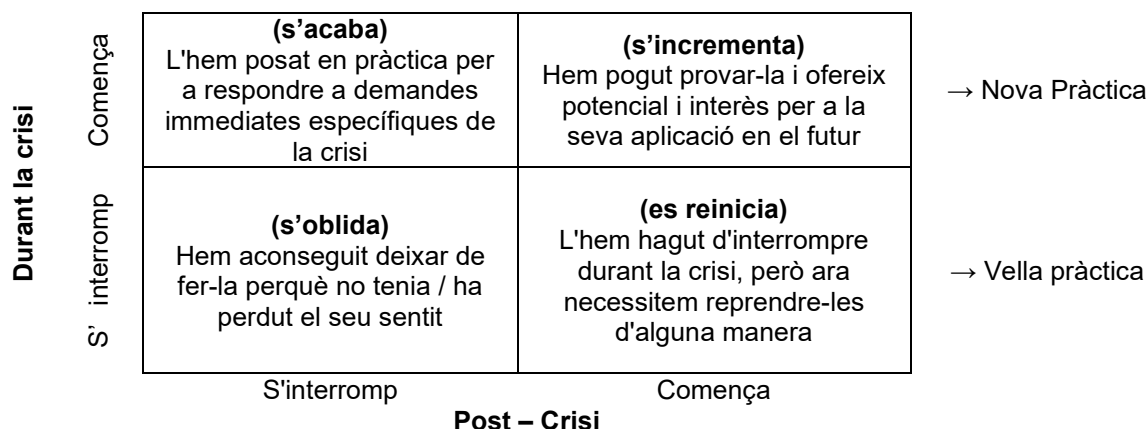 Durant la crisi
Comença
(s’acaba)
L'hem posat en pràctica per
a respondre a demandes
immediates específiques de
la crisi
(s’incrementa)
Hem pogut provar-la i ofereix
potencial i interès per a la
seva aplicació en el futur
→ Nova Pràctica
S’ interromp
(s’oblida)
Hem aconseguit deixar de
fer-la perquè no tenia / ha
perdut el seu sentit
(es reinicia)
L'hem hagut d'interrompre
durant la crisi, però ara
necessitem reprendre-les
d'alguna manera
→ Vella pràctica
S'interromp
Comença
Post – Crisi